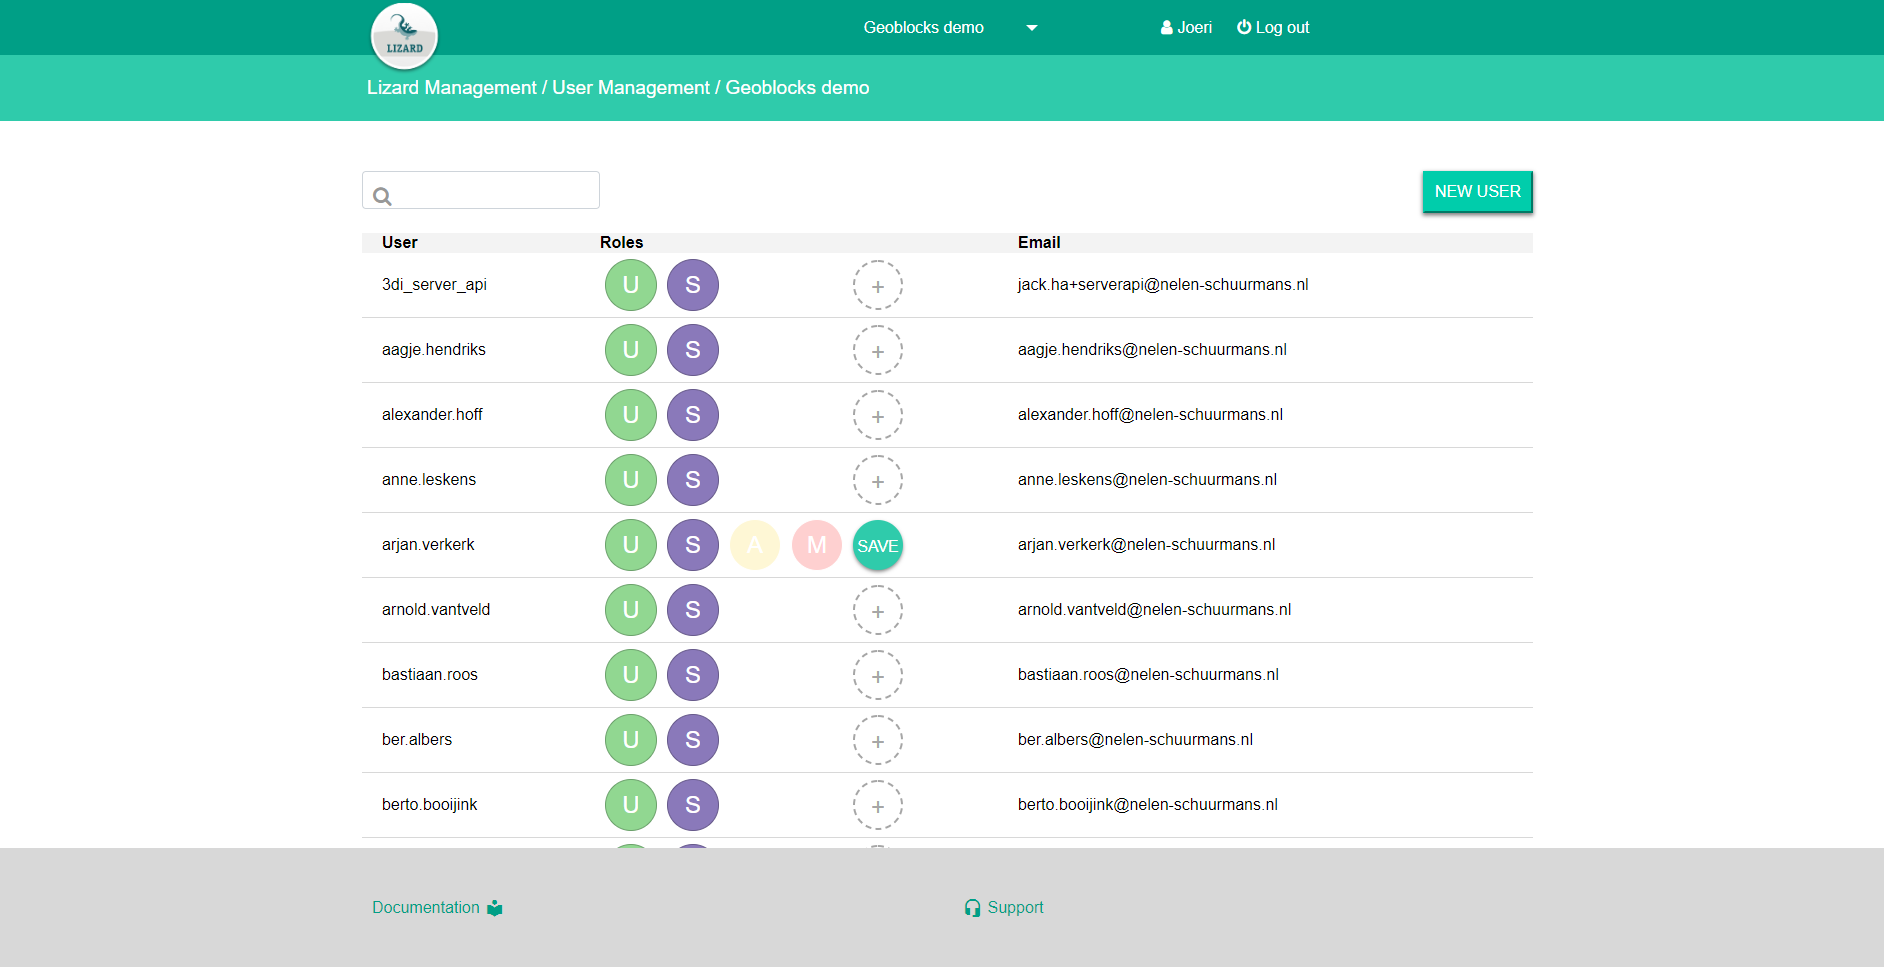 LIZARD
Geoblocks demo
Joeri
Log out
Lizard Management / User Management / Geoblocks demo
NEW USER
User Roles Email
3di_server_api U S + jack.ha+serverapi@nelen-schuurmans.nl
aagje.hendriks U S + aagje.hendriks@nelen-schuurmans.nl
alexander.hoff U S + alexander.hoff@nelen-schuurmans.nl
anne.leskens U S + anne.leskens@nelen-schuurmans.nl
arjan.verkerk U S A M SAVE arjan.verkerk@nelen-schuurmans.nl
arnold.vantveld U S + arnold.vantveld@nelen-schuurmans.nl
bastiaan.roos U S + bastiaan.roos@nelen-schuurmans.nl
ber.albers U S + ber.albers@nelen-schuurmans.nl
berto.booijink U S + berto.booijink@nelen-schuurmans.nl
Documentation
Support